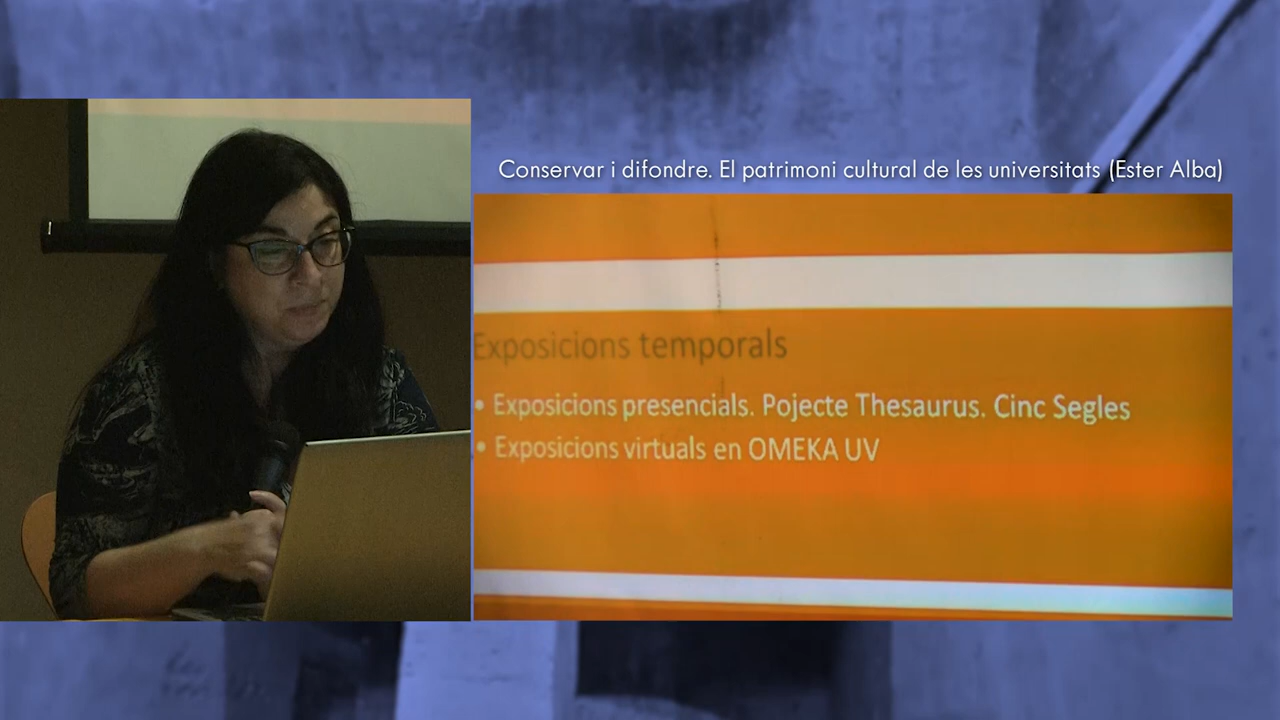 Conservar i difondre. El patrimoni cultural de les universitats (Ester Alba)
Exposicions temporals
• Exposicions presencials. Pojecte Thesaurus. Cinc Segles
• Exposicions virtuals en OMEKA UV